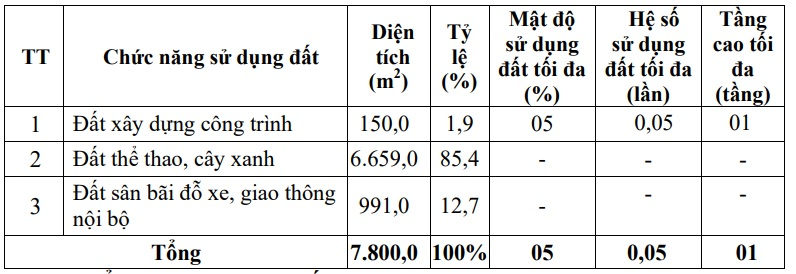 TT | Chức năng sử dụng đất | Diện tích (m²) | Tỷ lệ (%) | Mật độ sử dụng đất tối đa (%) | Hệ số sử dụng đất tối đa (lần) | Tầng cao tối đa (tầng)
1 | Đất xây dựng công trình | 150,0 | 1,9 | 05 | 0,05 | 01
2 | Đất thể thao, cây xanh | 6.659,0 | 85,4 | - | - | -
3 | Đất sân bãi đỗ xe, giao thông nội bộ | 991,0 | 12,7 | - | - | -
Tổng | 7.800,0 | 100% | 05 | 0,05 | 01